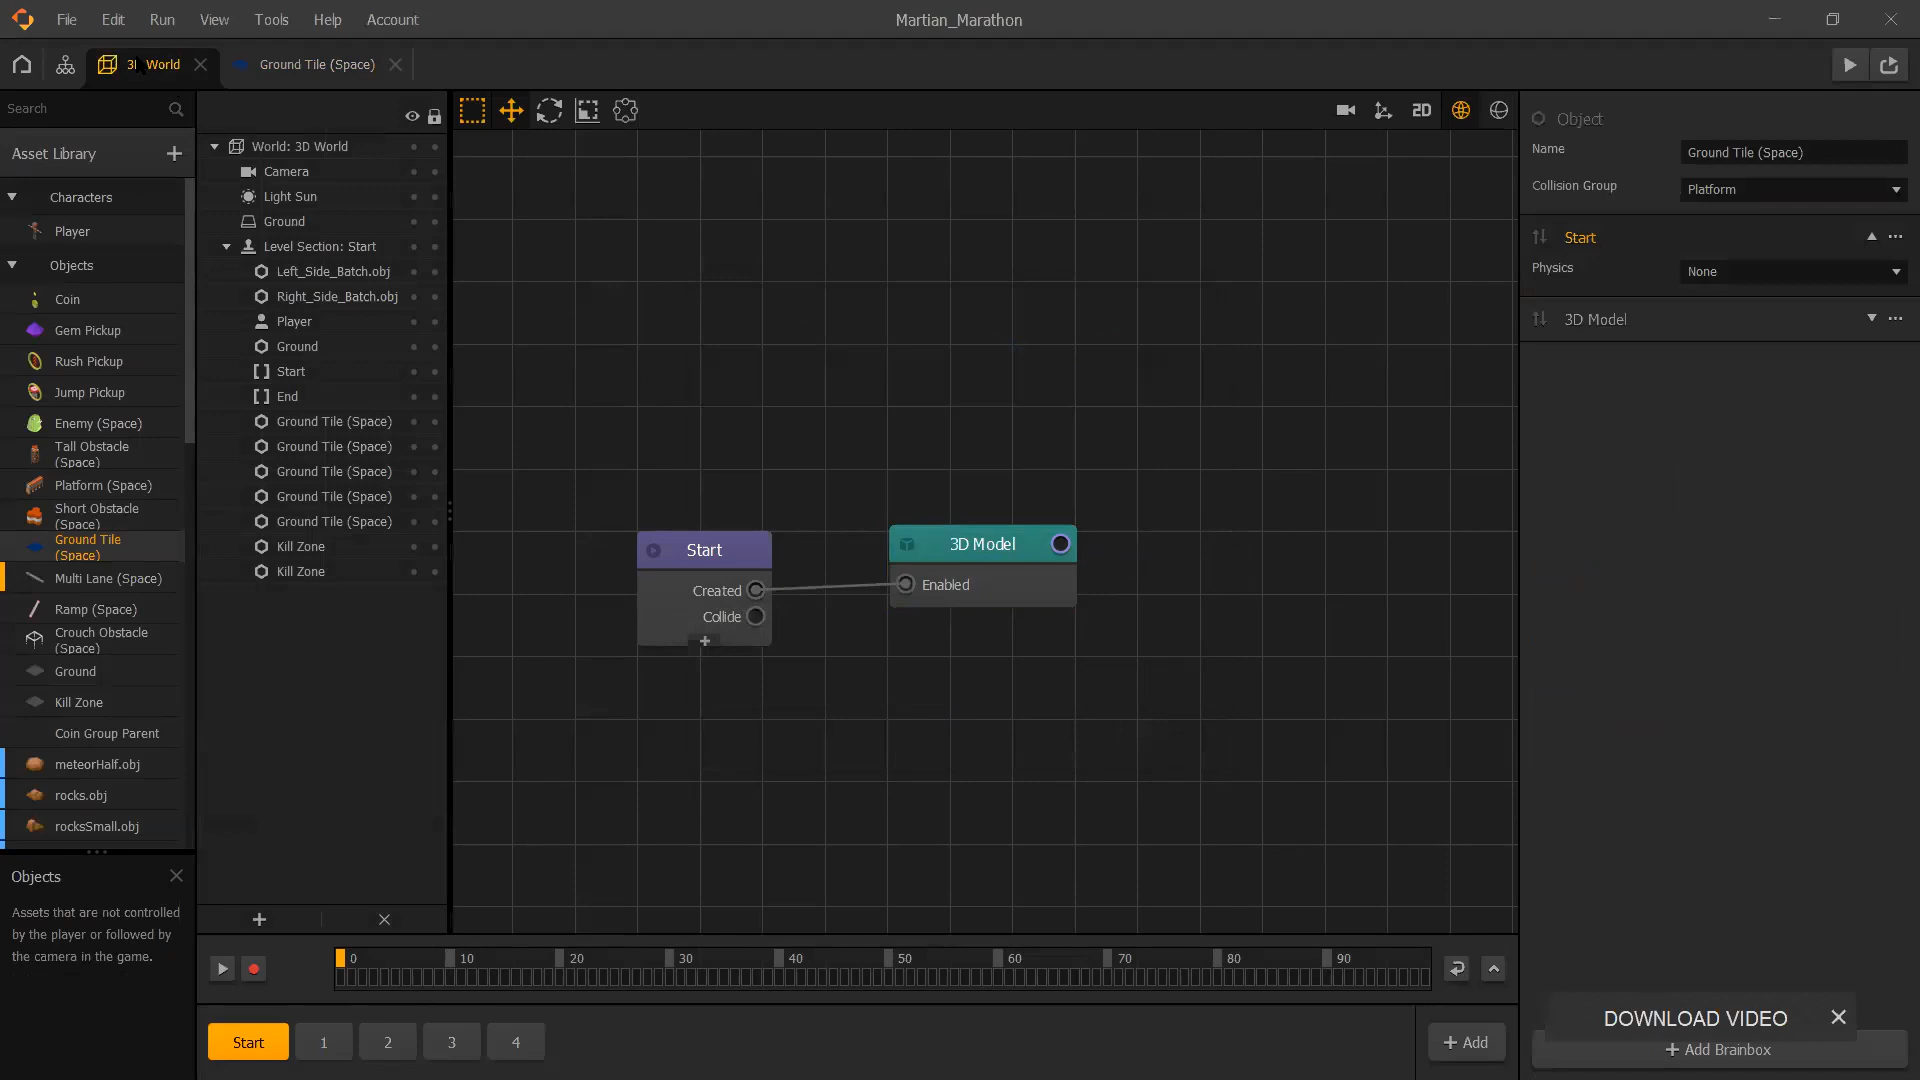 File Edit Run View Tools Help Account
Martian_Marathon
3D World
Ground Tile (Space)
Search
Asset Library
Characters
Player
Objects
Coin
Gem Pickup
Rush Pickup
Jump Pickup
Enemy (Space)
Tall Obstacle
(Space)
Platform (Space)
Short Obstacle
(Space)
Ground Tile
(Space)
Multi Lane (Space)
Ramp (Space)
Crouch Obstacle
(Space)
Ground
Kill Zone
Coin Group Parent
meteorHalf.obj
rocks.obj
rocksSmall.obj
Objects
Assets that are not controlled
by the player or followed by
the camera in the game.
World: 3D World
Camera
Light Sun
Ground
Level Section: Start
Left_Side_Batch.obj
Right_Side_Batch.obj
Player
Ground
Start
End
Ground Tile (Space)
Ground Tile (Space)
Ground Tile (Space)
Ground Tile (Space)
Ground Tile (Space)
Kill Zone
Kill Zone
2D
Start
Created
Collide
3D Model
Enabled
0 10 20 30 40 50 60 70 80 90
Start 1 2 3 4
+ Add
Object
Name Ground Tile (Space)
Collision Group Platform
Start
Physics None
3D Model
DOWNLOAD VIDEO
+ Add Brainbox